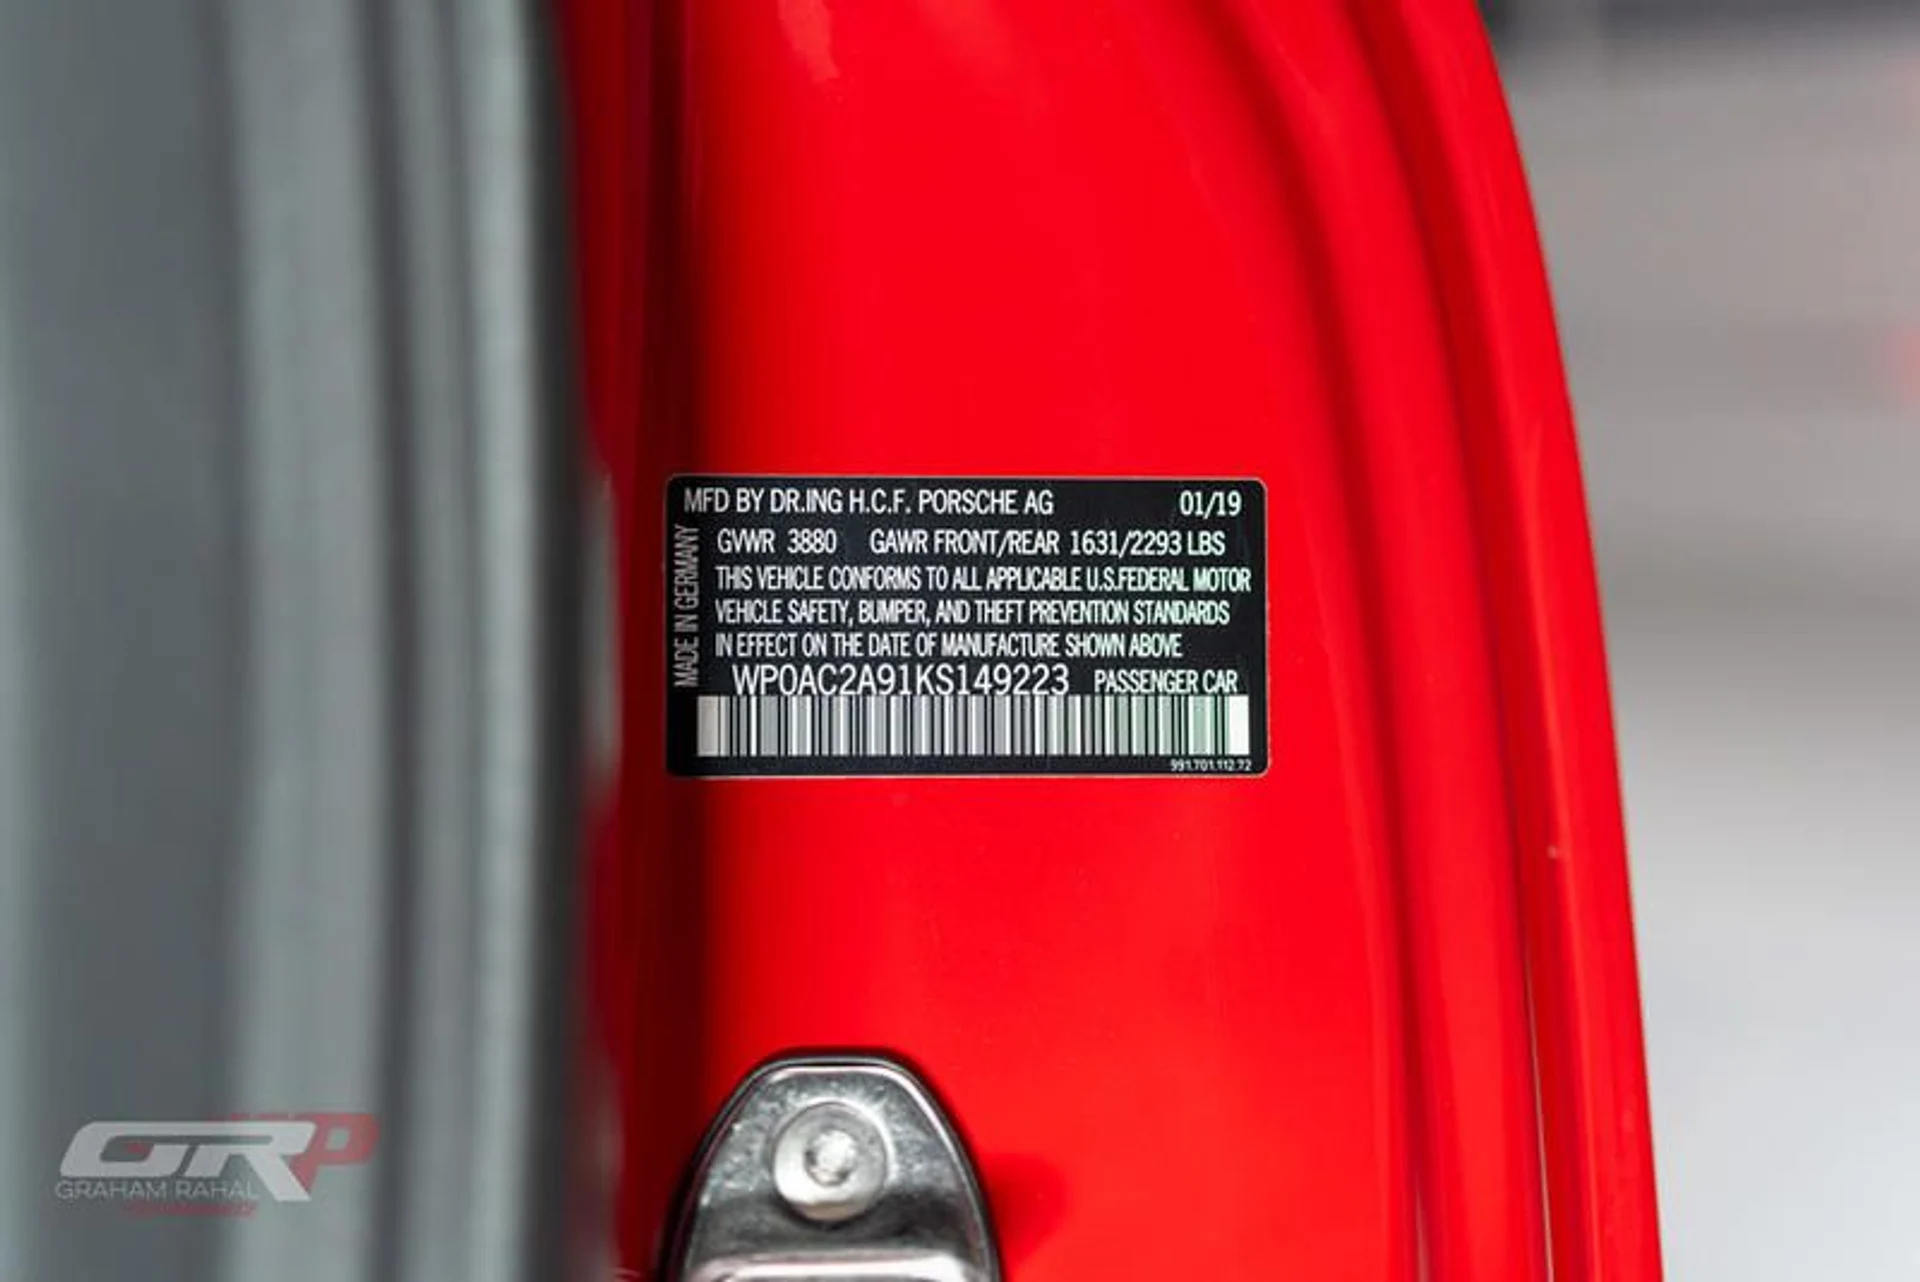 MFD BY DR.ING H.C.F. PORSCHE AG 01/19
GVWR 3880 GAWR FRONT/REAR 1631/2293 LBS
THIS VEHICLE CONFORMS TO ALL APPLICABLE U.S.FEDERAL MOTOR
VEHICLE SAFETY, BUMPER, AND THEFT PREVENTION STANDARDS
IN EFFECT ON THE DATE OF MANUFACTURE SHOWN ABOVE
WP0AC2A91KS149223 PASSENGER CAR
991.701.112.72
MADE IN GERMANY
GRP
GRAHAM RAHAL